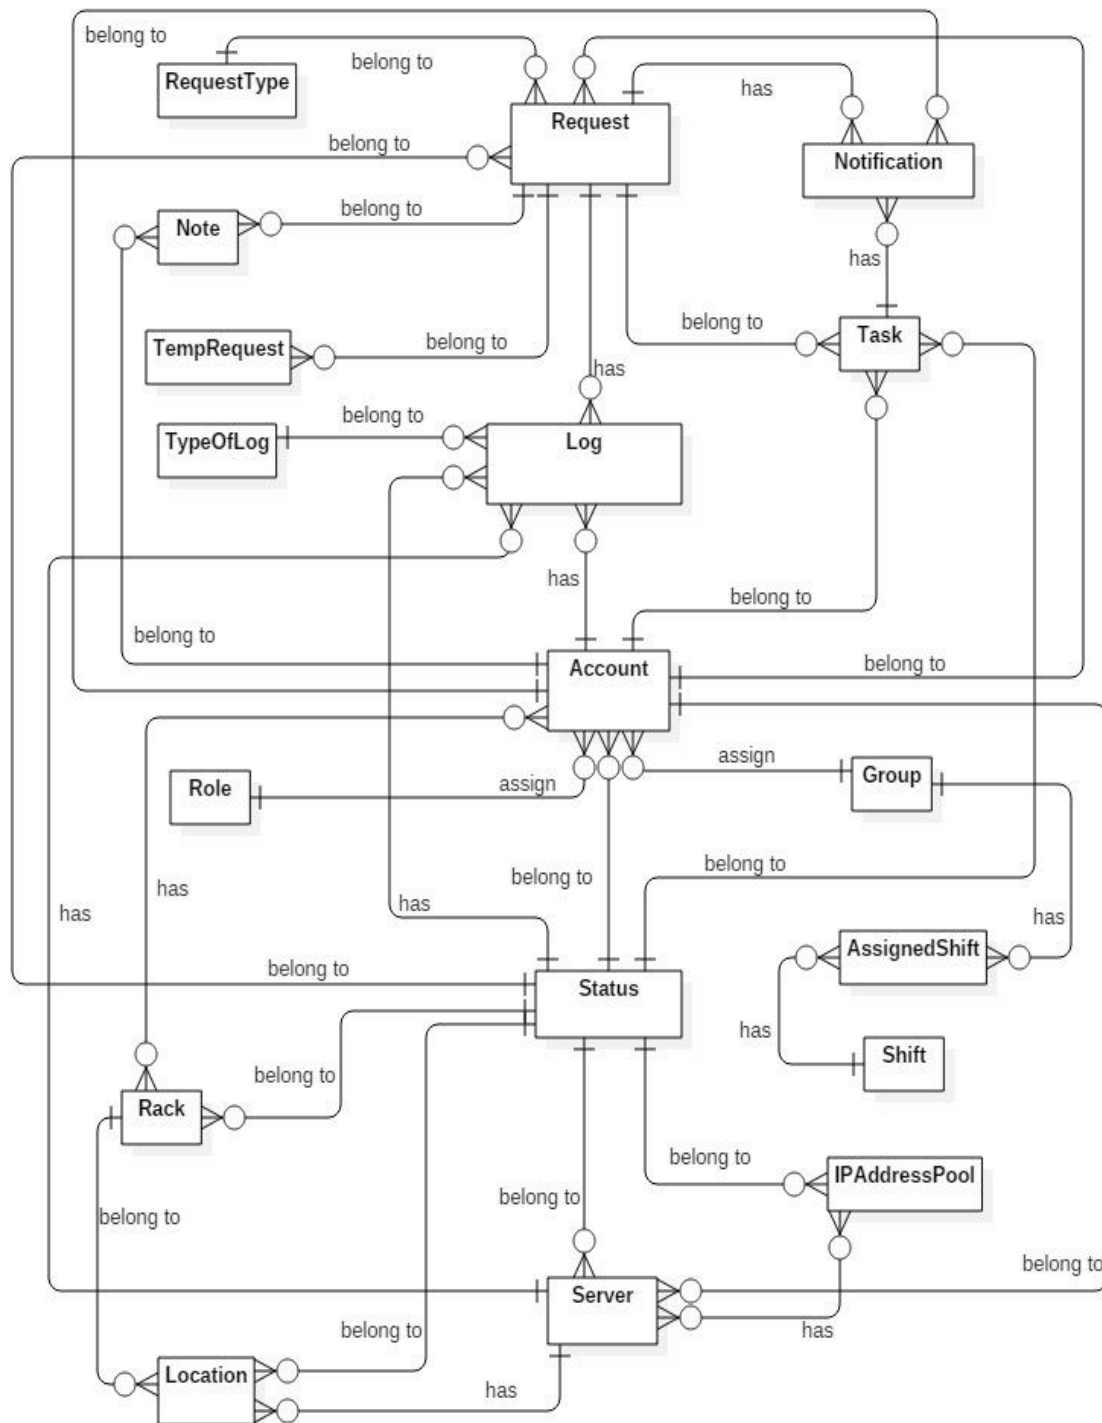 belong to
RequestType
belong to
Request
has
Notification
belong to
Note
belong to
has
TempRequest
belong to
belong to
Task
has
TypeOfLog
belong to
Log
has
belong to
belong to
Account
belong to
Role
assign
assign
Group
has
has
belong to
belong to
has
has
AssignedShift
belong to
Status
has
Shift
belong to
Rack
belong to
IPAddressPool
belong to
belong to
Server
belong to
has
belong to
Location
has